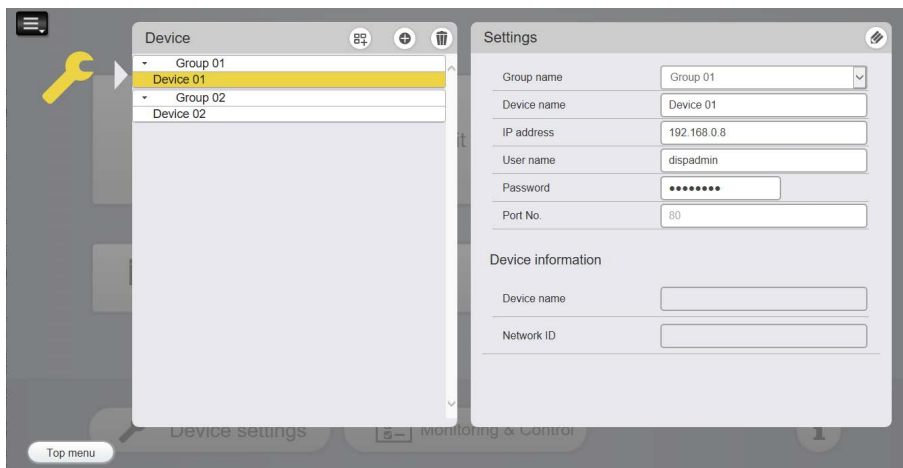 Device
Group 01
Device 01
Group 02
Device 02
Settings
Group name Group 01
Device name Device 01
IP address 192.168.0.8
User name dispadmin
Password ••••••••
Port No. 80
Device information
Device name
Network ID
it
Device settings
Monitoring & Control
Top menu